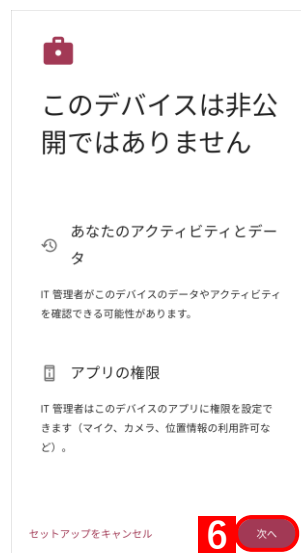 このデバイスは非公
開ではありません
あなたのアクティビティとデー
タ
IT 管理者がこのデバイスのデータやアクティビティ
を確認できる可能性があります。
アプリの権限
IT 管理者はこのデバイスのアプリに権限を設定で
きます（マイク、カメラ、位置情報の利用許可な
ど）。
セットアップをキャンセル 6 次へ